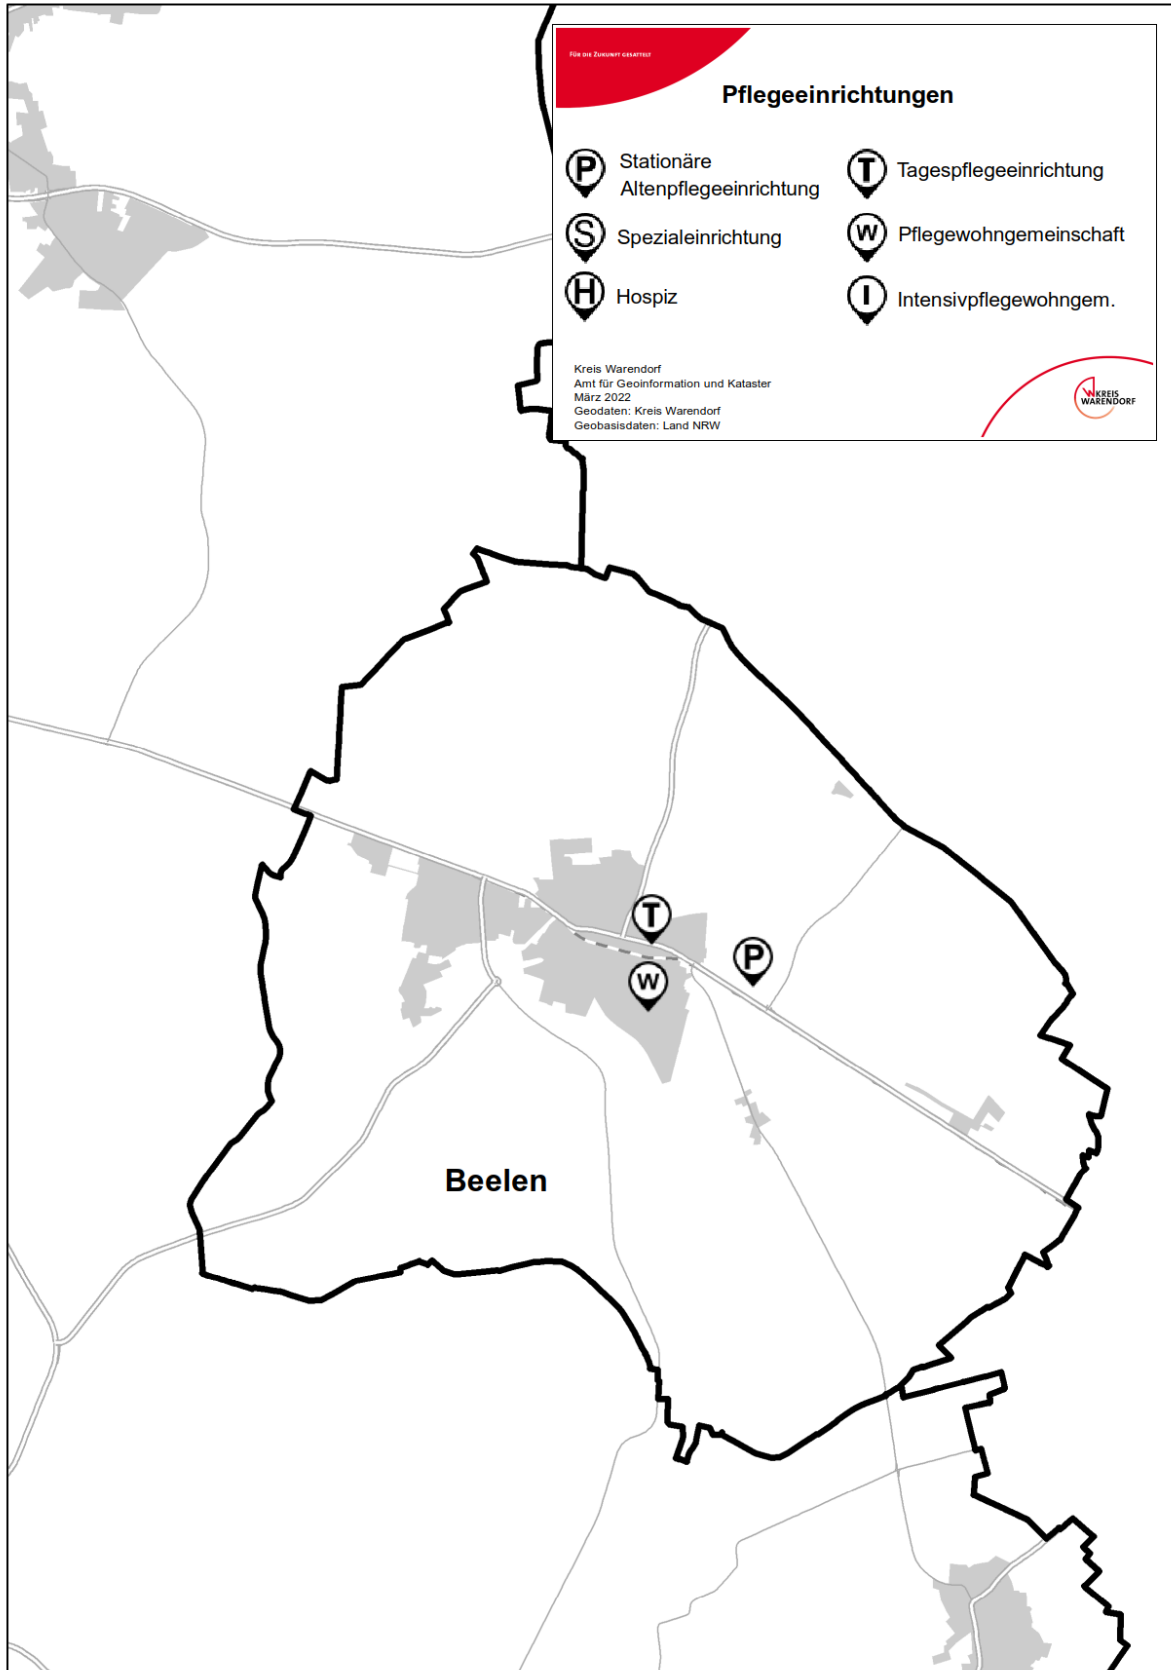 FÜR DIE ZUKUNFT GESATTELT
Pflegeeinrichtungen
P Stationäre
Altenpflegeeinrichtung
S Spezialeinrichtung
H Hospiz
T Tagespflegeeinrichtung
W Pflegewohngemeinschaft
I Intensivpflegewohngem.
Kreis Warendorf
Amt für Geoinformation und Kataster
März 2022
Geodaten: Kreis Warendorf
Geobasisdaten: Land NRW
KREIS
WARENDORF
T
P
W
Beelen